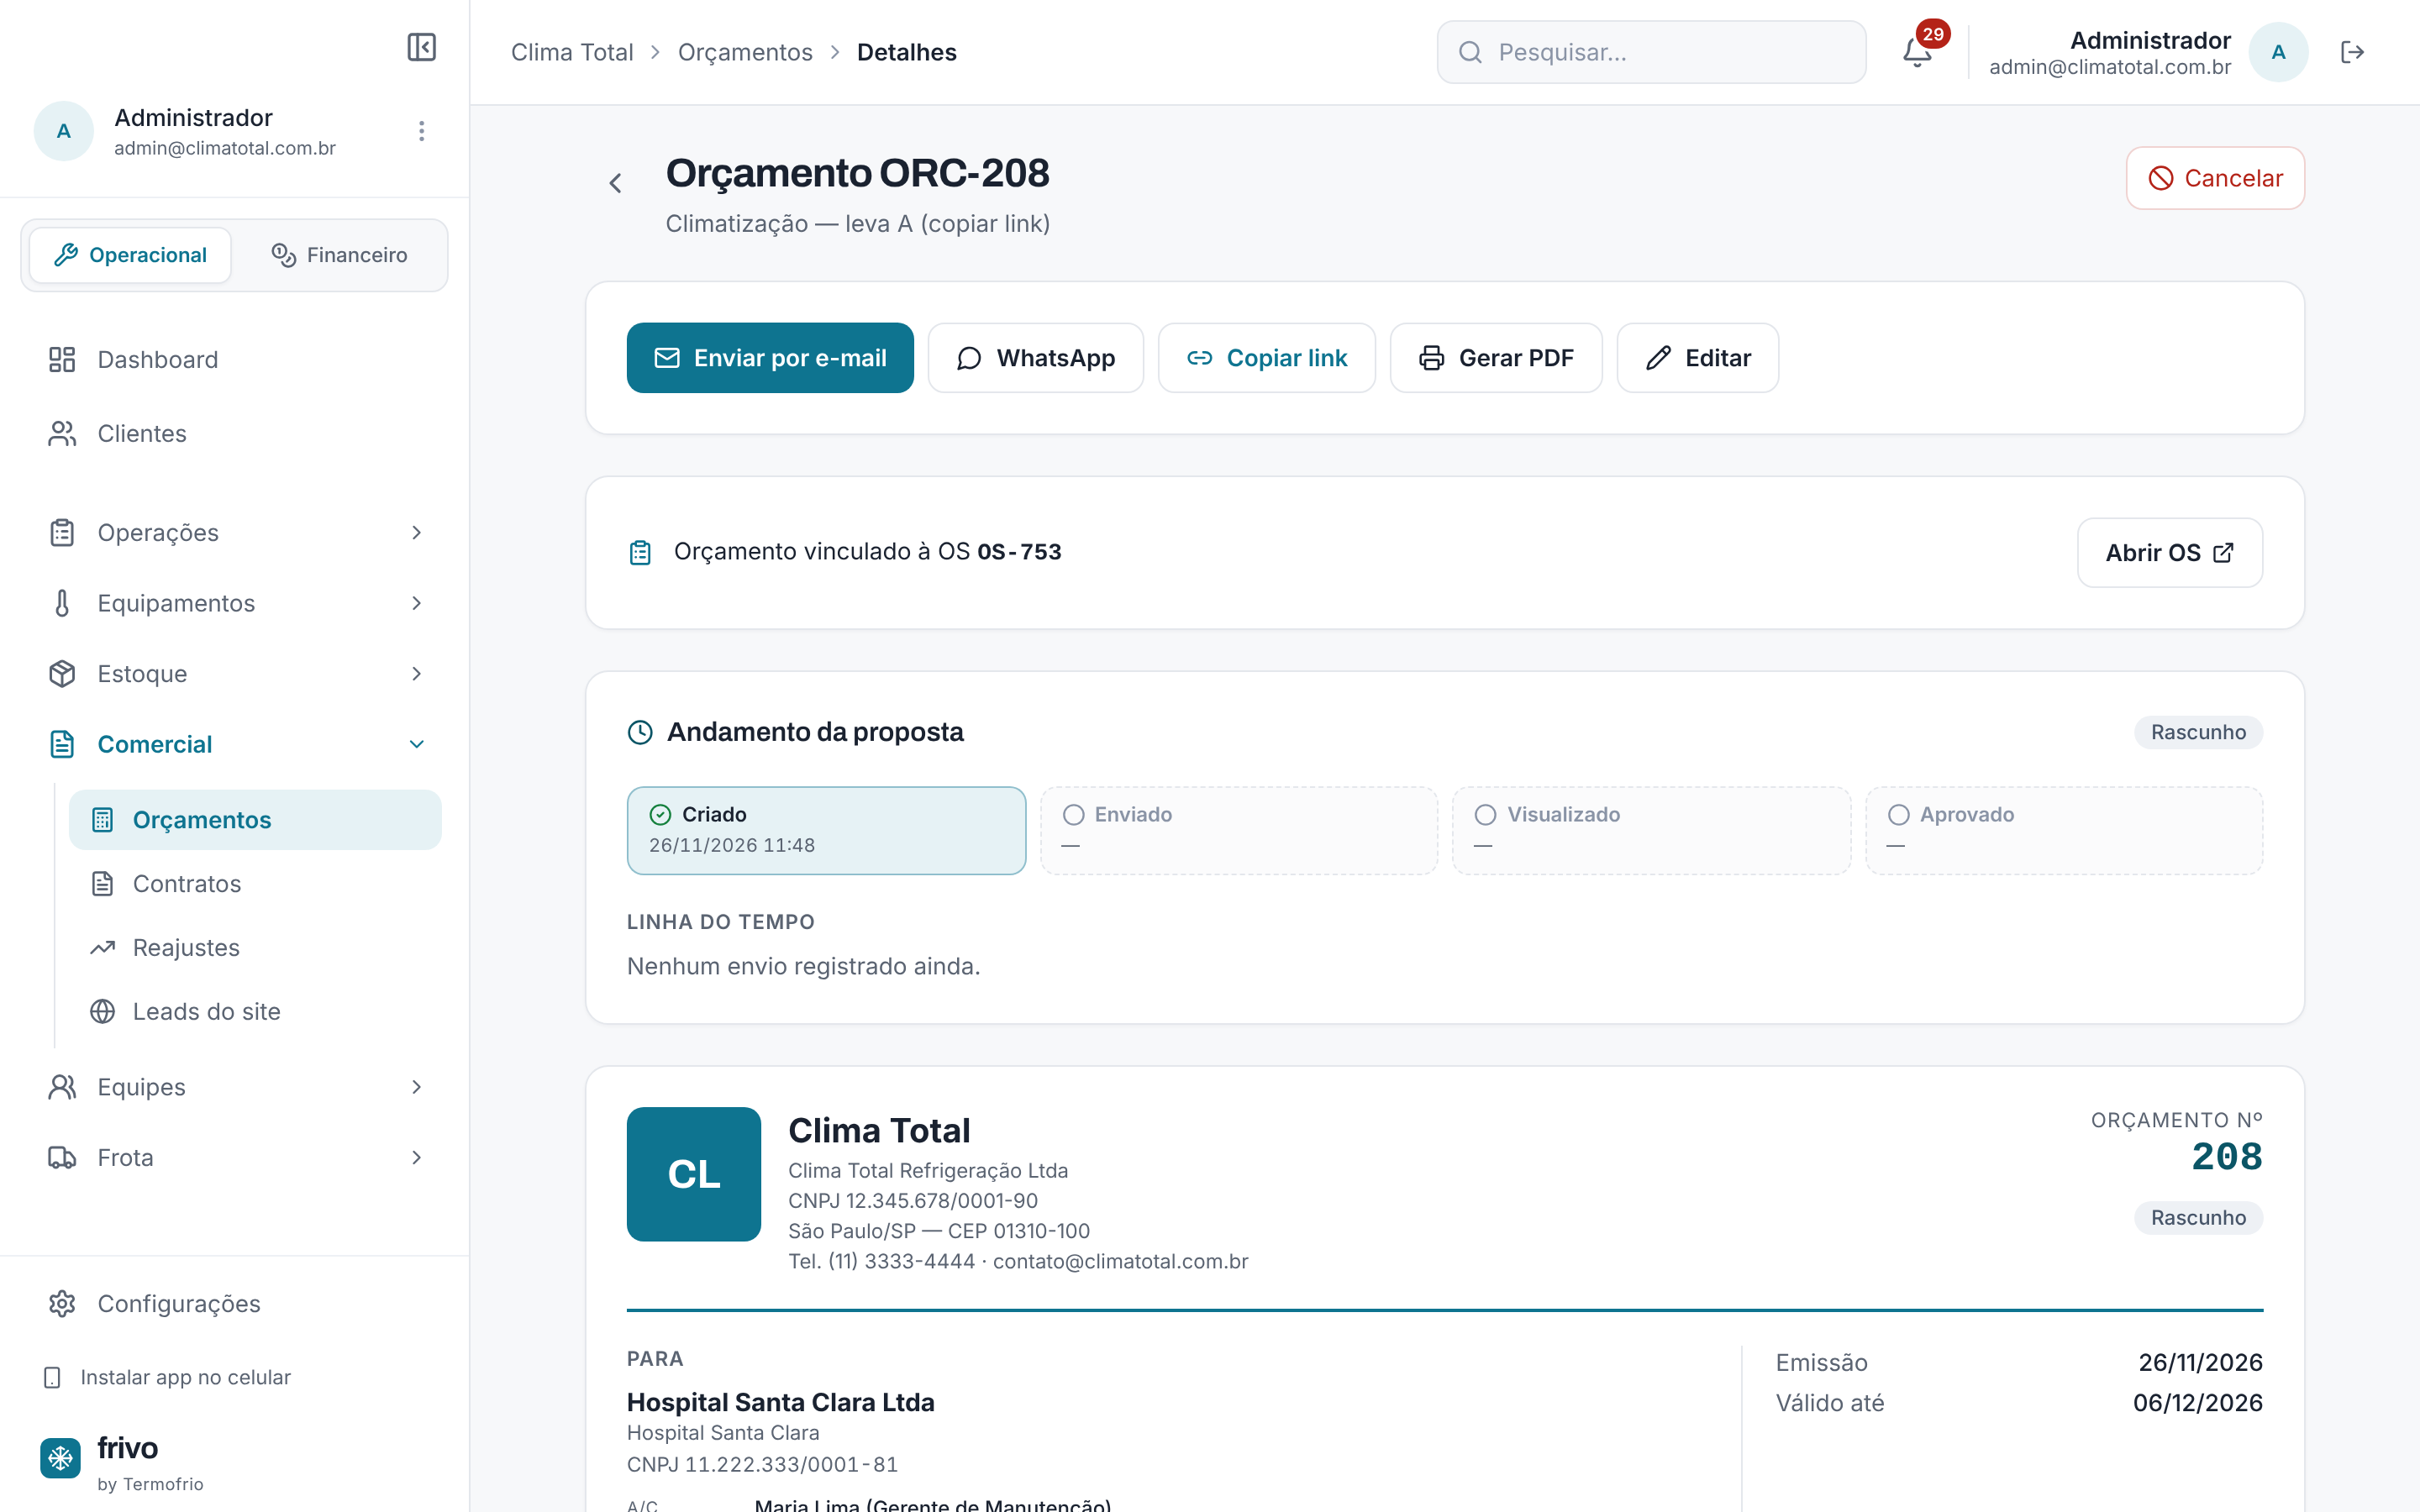 Clima Total
Orçamentos
Detalhes
Pesquisar...
29
Administrador
admin@climatotal.com.br
A
A
Administrador
admin@climatotal.com.br
Operacional
Financeiro
Dashboard
Clientes
Operações
Equipamentos
Estoque
Comercial
Orçamentos
Contratos
Reajustes
Leads do site
Equipes
Frota
Configurações
Instalar app no celular
frivo
by Termofrio
Orçamento ORC-208
Climatização — leva A (copiar link)
Cancelar
Enviar por e-mail
WhatsApp
Copiar link
Gerar PDF
Editar
Orçamento vinculado à OS OS-753
Abrir OS
Andamento da proposta
Rascunho
Criado
26/11/2026 11:48
Enviado
—
Visualizado
—
Aprovado
—
LINHA DO TEMPO
Nenhum envio registrado ainda.
CL
Clima Total
Clima Total Refrigeração Ltda
CNPJ 12.345.678/0001-90
São Paulo/SP — CEP 01310-100
Tel. (11) 3333-4444 · contato@climatotal.com.br
ORÇAMENTO Nº
208
Rascunho
PARA
Hospital Santa Clara Ltda
Hospital Santa Clara
CNPJ 11.222.333/0001-81
A/C Maria Lima (Gerente de Manutenção)
Emissão 26/11/2026
Válido até 06/12/2026